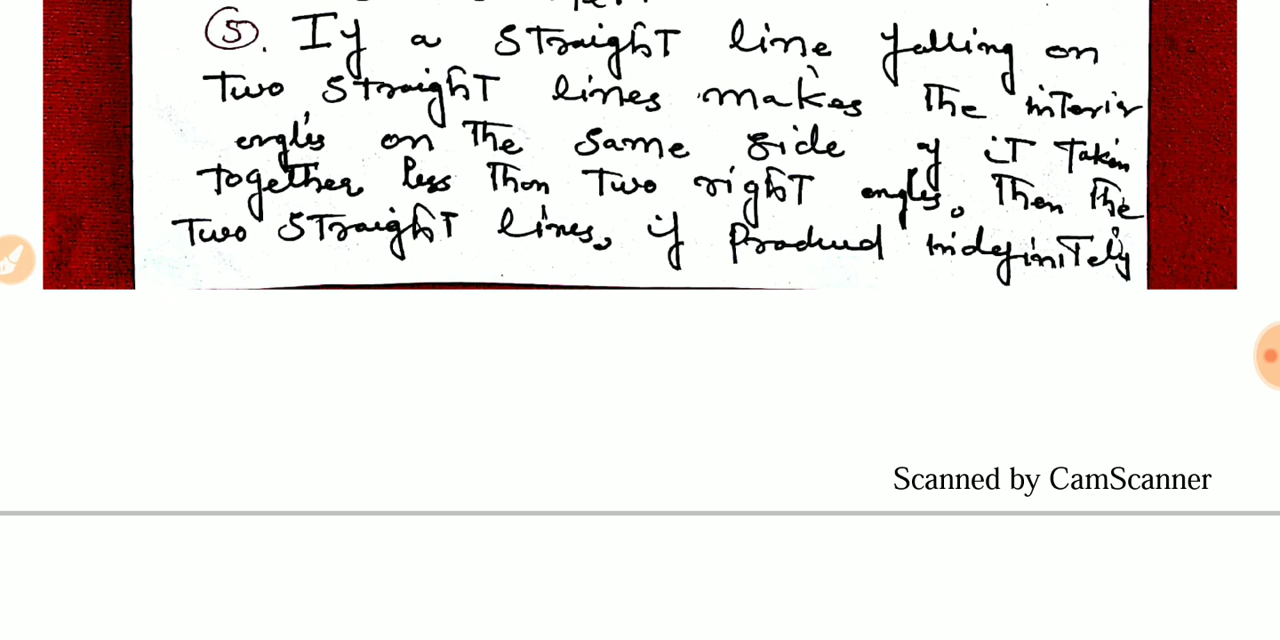 ⑤. If a straight line falling on
two straight lines makes the interior
angles on the same side of it taken
together less than two right angles, then the
two straight lines, if produced indefinitely
Scanned by CamScanner